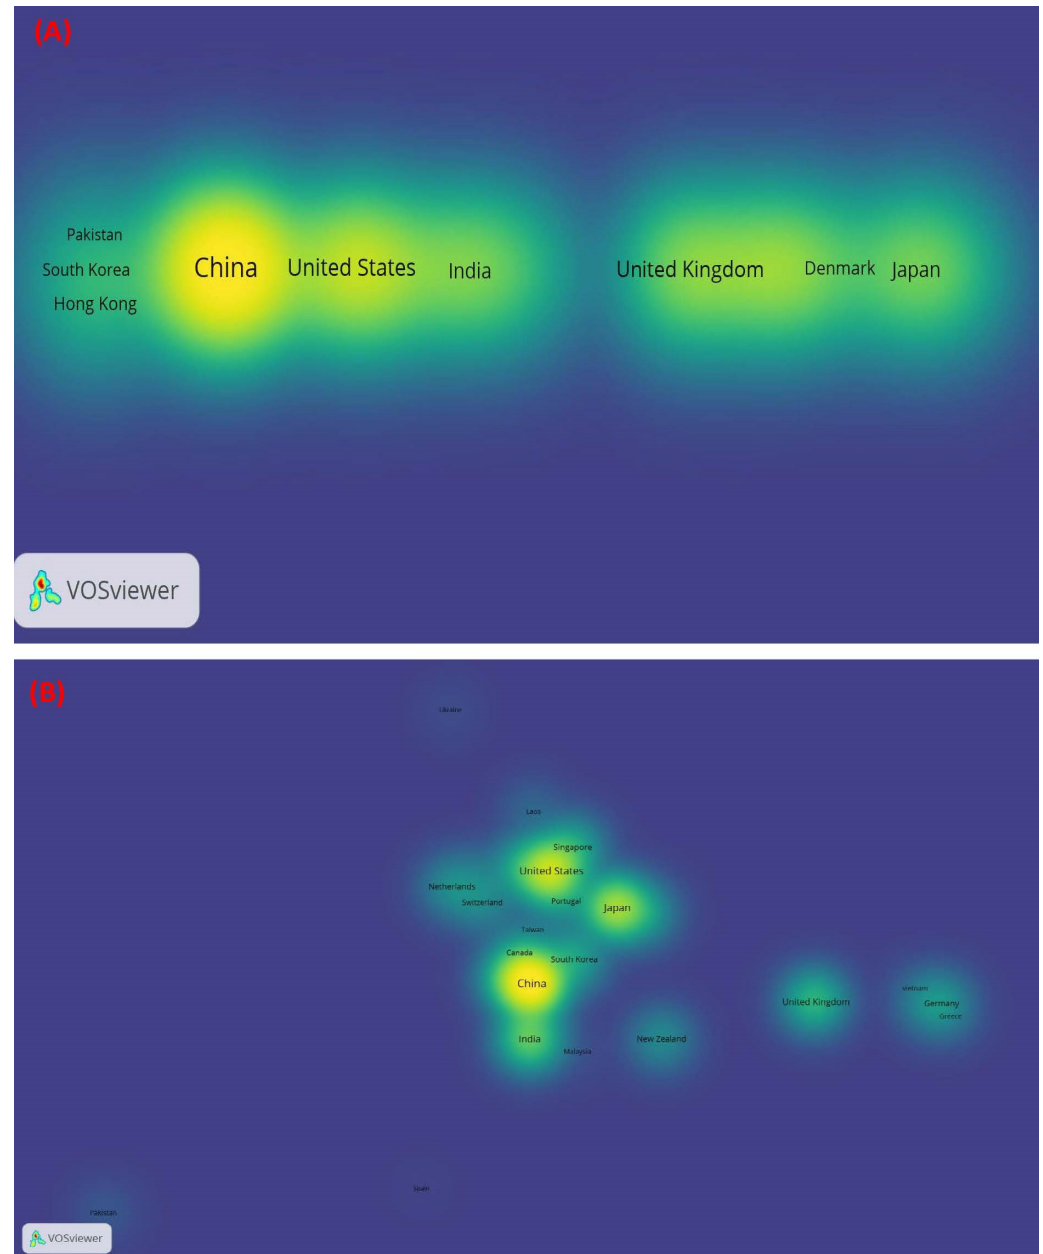 (A)
Pakistan
South Korea
Hong Kong
China
United States
India
United Kingdom
Denmark
Japan
VOSviewer
(B)
Ukraine
Laos
Singapore
United States
Netherlands
Switzerland
Portugal
Japan
Taiwan
Canada
South Korea
China
India
Malaysia
New Zealand
United Kingdom
Vietnam
Germany
Greece
Spain
Pakistan
VOSviewer